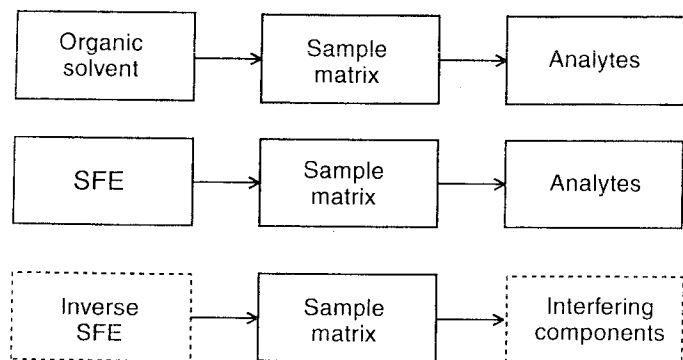 Organic
solvent
Sample
matrix
Analytes
SFE
Sample
matrix
Analytes
Inverse
SFE
Sample
matrix
Interfering
components